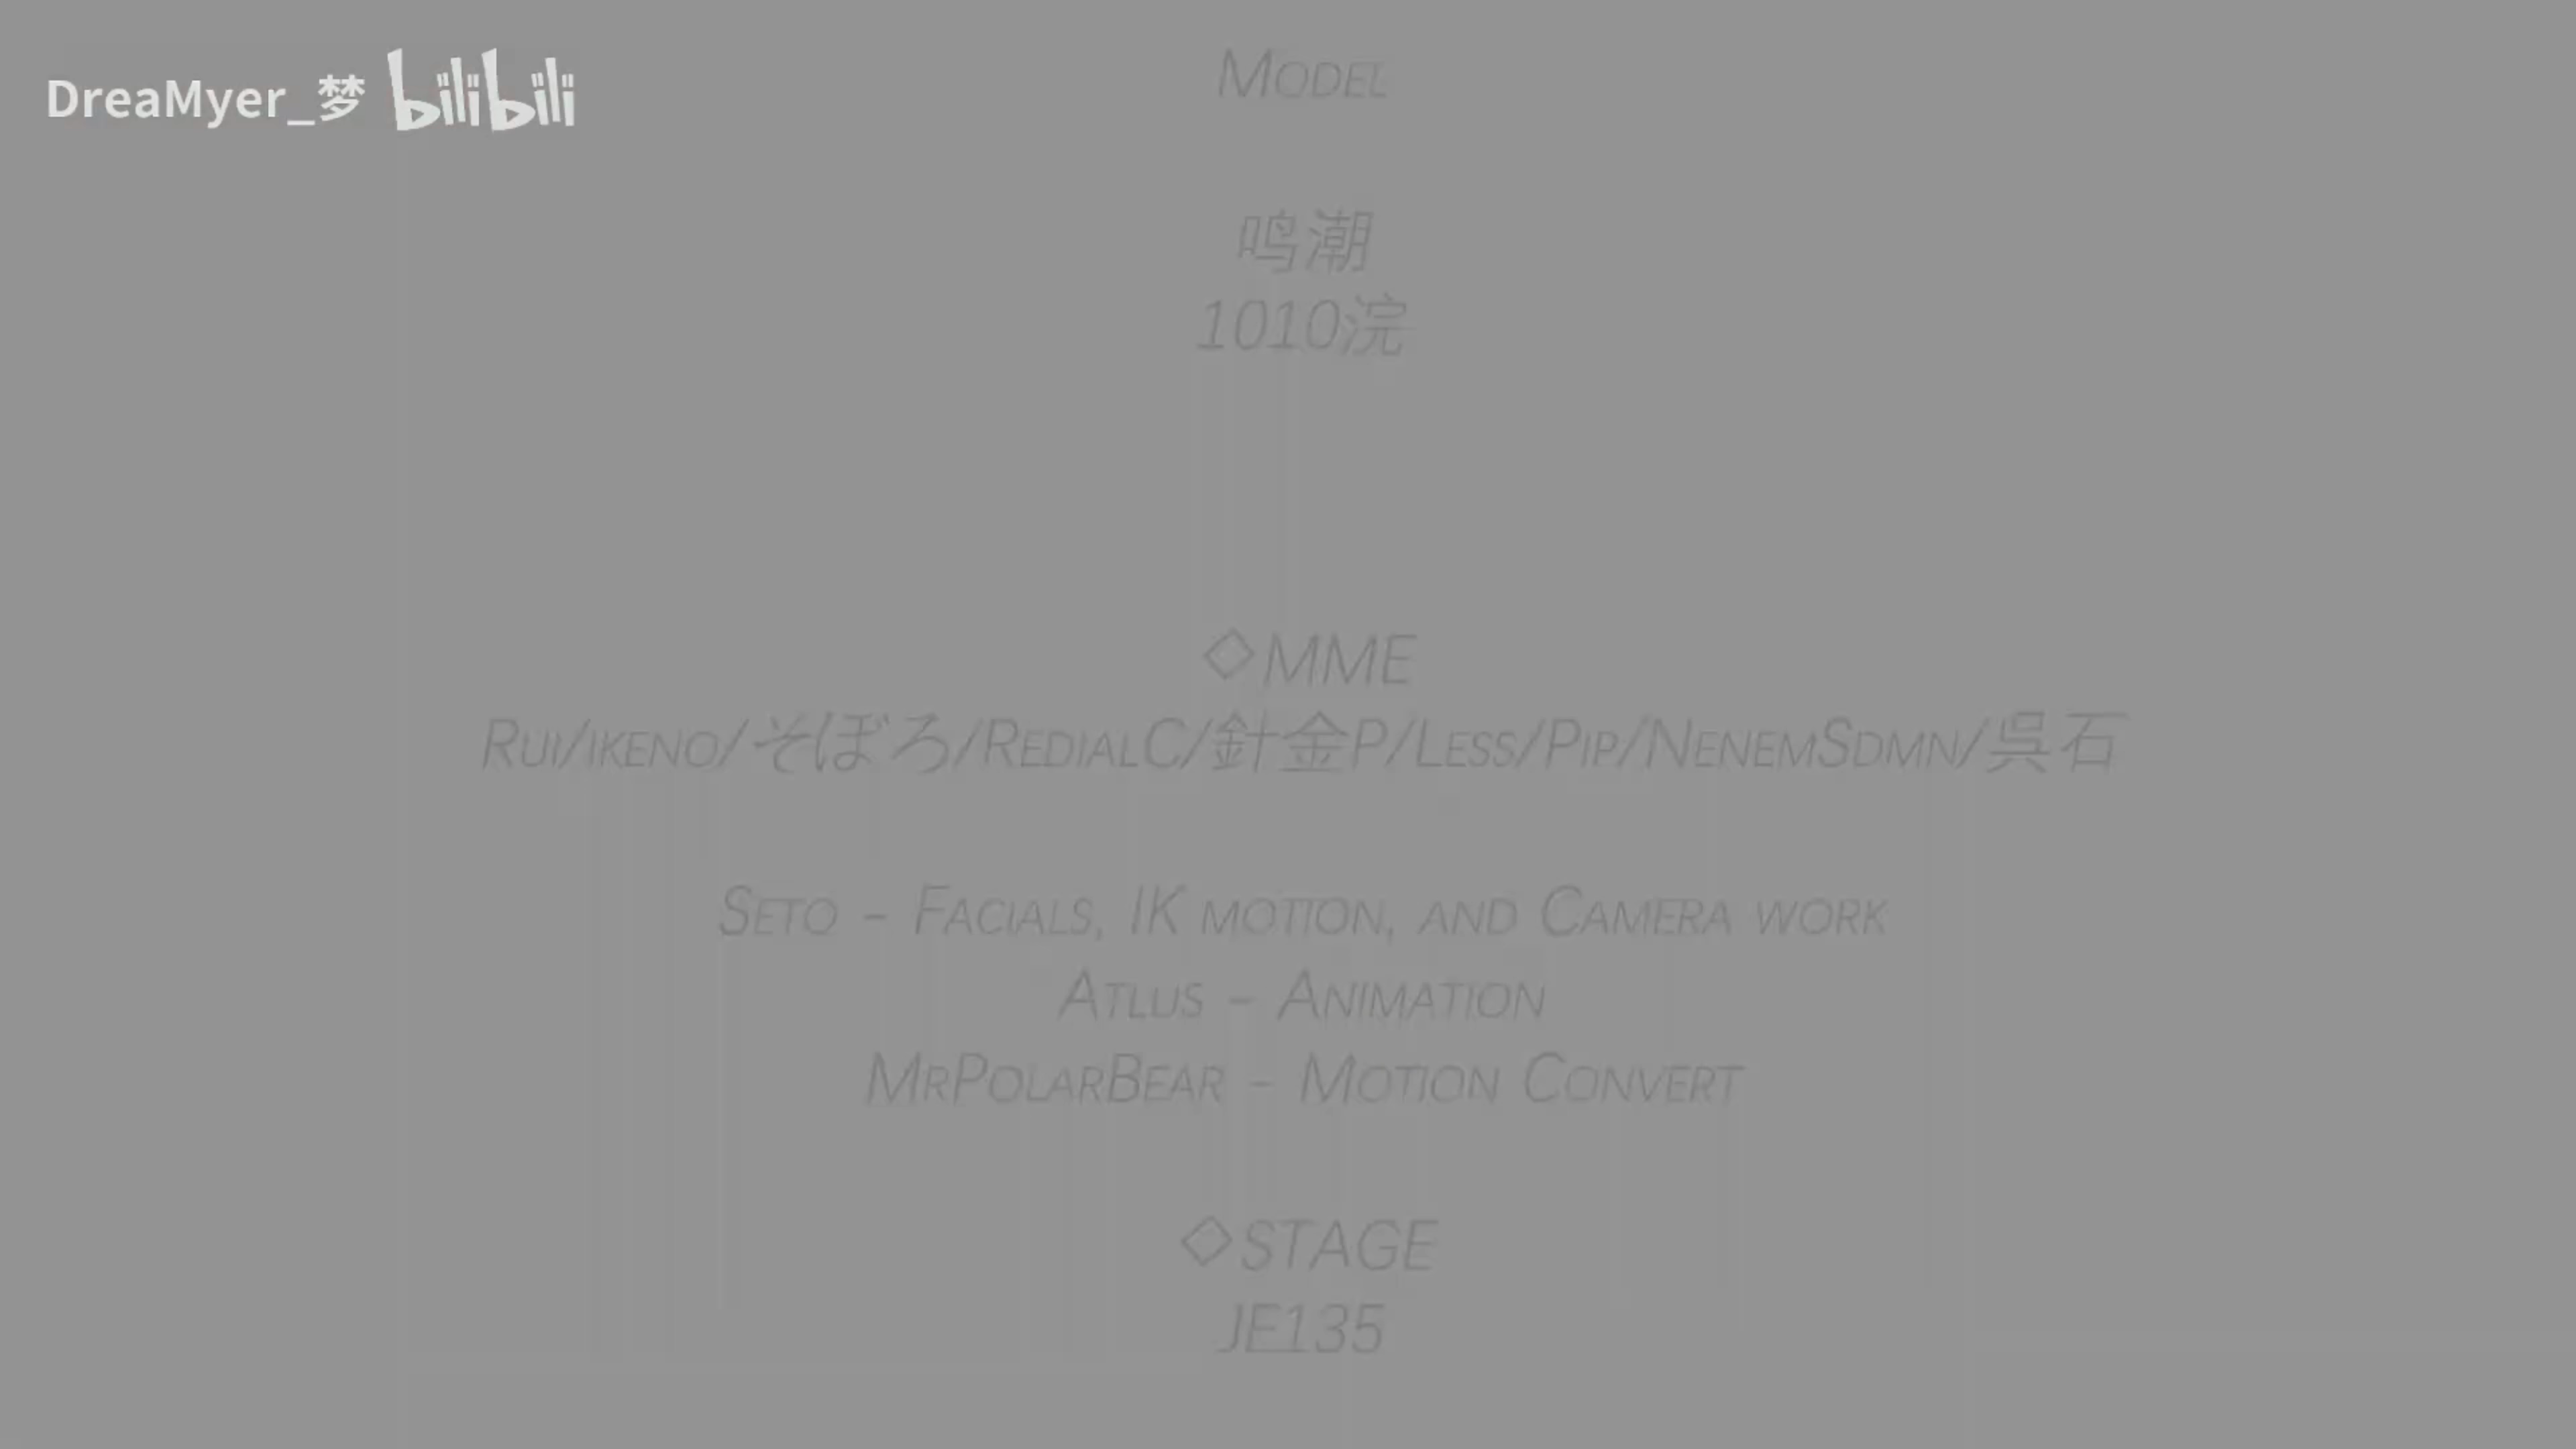 DreaMyer_梦 bilibili
MODEL
鸣潮
1010浣
◇MME
RUI/IKENO/そぼろ/REDIALC/針金P/LESS/PIP/NENEMSDMN/呉石
SETO - FACIALS, IK MOTION, AND CAMERA WORK
ATLUS - ANIMATION
MRPOLARBEAR - MOTION CONVERT
◇STAGE
JE135